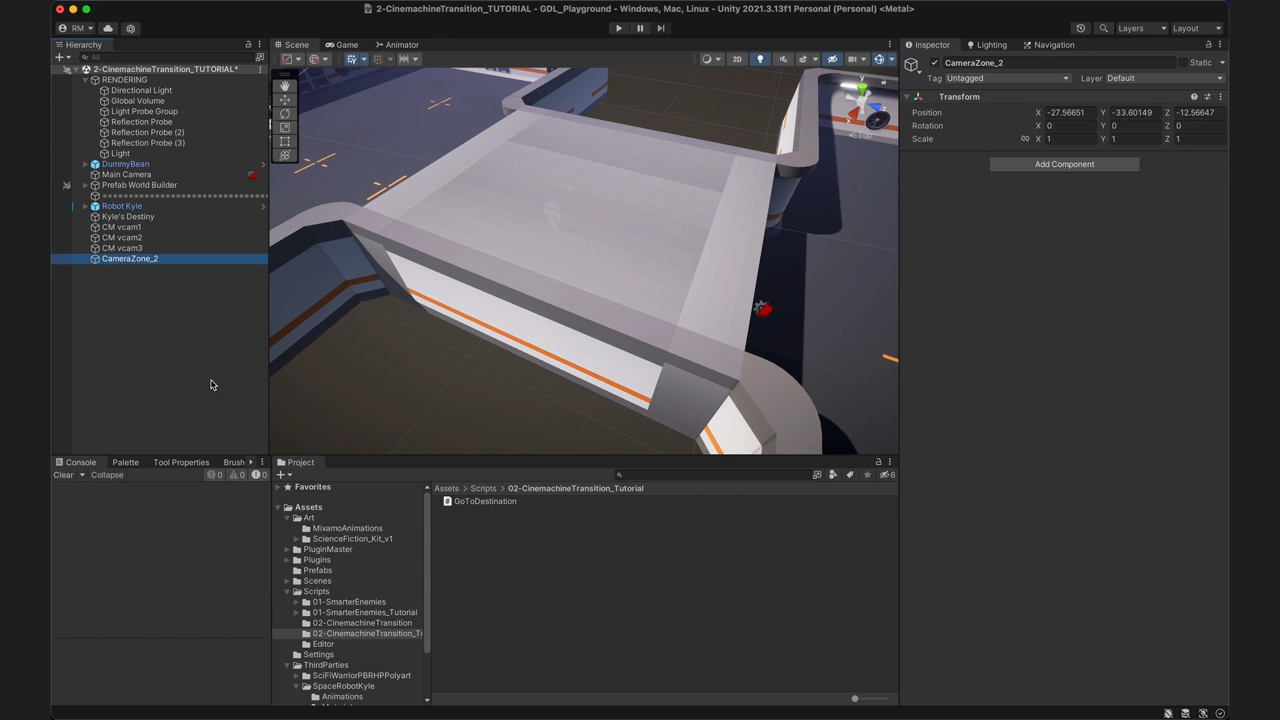 2-CinemachineTransition_TUTORIAL - GDL_Playground - Windows, Mac, Linux - Unity 2021.3.13f1 Personal (Personal) <Metal>
RM
Layers
Layout
Hierarchy
All
2-CinemachineTransition_TUTORIAL*
RENDERING
Directional Light
Global Volume
Light Probe Group
Reflection Probe
Reflection Probe (2)
Reflection Probe (3)
Light
DummyBean
Main Camera
Prefab World Builder
Robot Kyle
Kyle's Destiny
CM vcam1
CM vcam2
CM vcam3
CameraZone_2
Scene
Game
Animator
2D
y
Inspector
Lighting
Navigation
CameraZone_2
Static
Tag
Untagged
Layer
Default
Transform
Position X -27.56651 Y -33.60149 Z -12.56647
Rotation X 0 Y 0 Z 0
Scale X 1 Y 1 Z 1
Add Component
Console
Palette
Tool Properties
Brush
Clear
Collapse
0
0
0
Project
6
Favorites
Assets
Art
MixamoAnimations
ScienceFiction_Kit_v1
PluginMaster
Plugins
Prefabs
Scenes
Scripts
01-SmarterEnemies
01-SmarterEnemies_Tutorial
02-CinemachineTransition
02-CinemachineTransition_Tu
Editor
Settings
ThirdParties
SciFiWarriorPBRHPPolyart
SpaceRobotKyle
Animations
Assets
Scripts
02-CinemachineTransition_Tutorial
GoToDestination